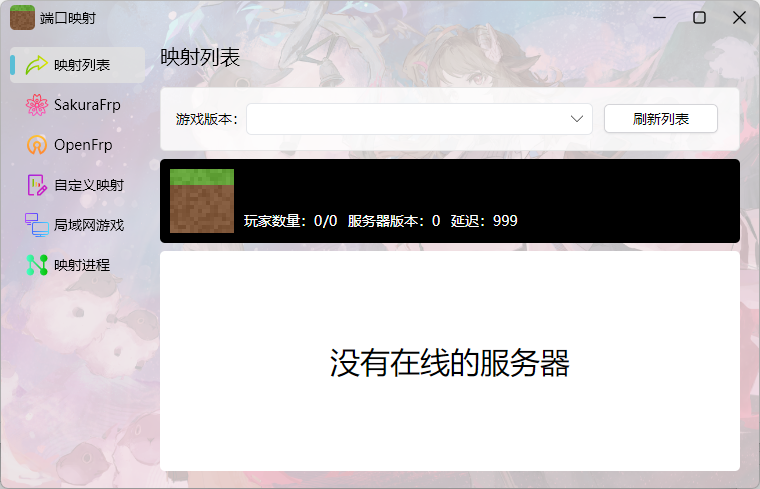 端口映射
映射列表
SakuraFrp
OpenFrp
自定义映射
局域网游戏
映射进程
映射列表
游戏版本：
刷新列表
玩家数量：0/0 服务器版本：0 延迟：999
没有在线的服务器